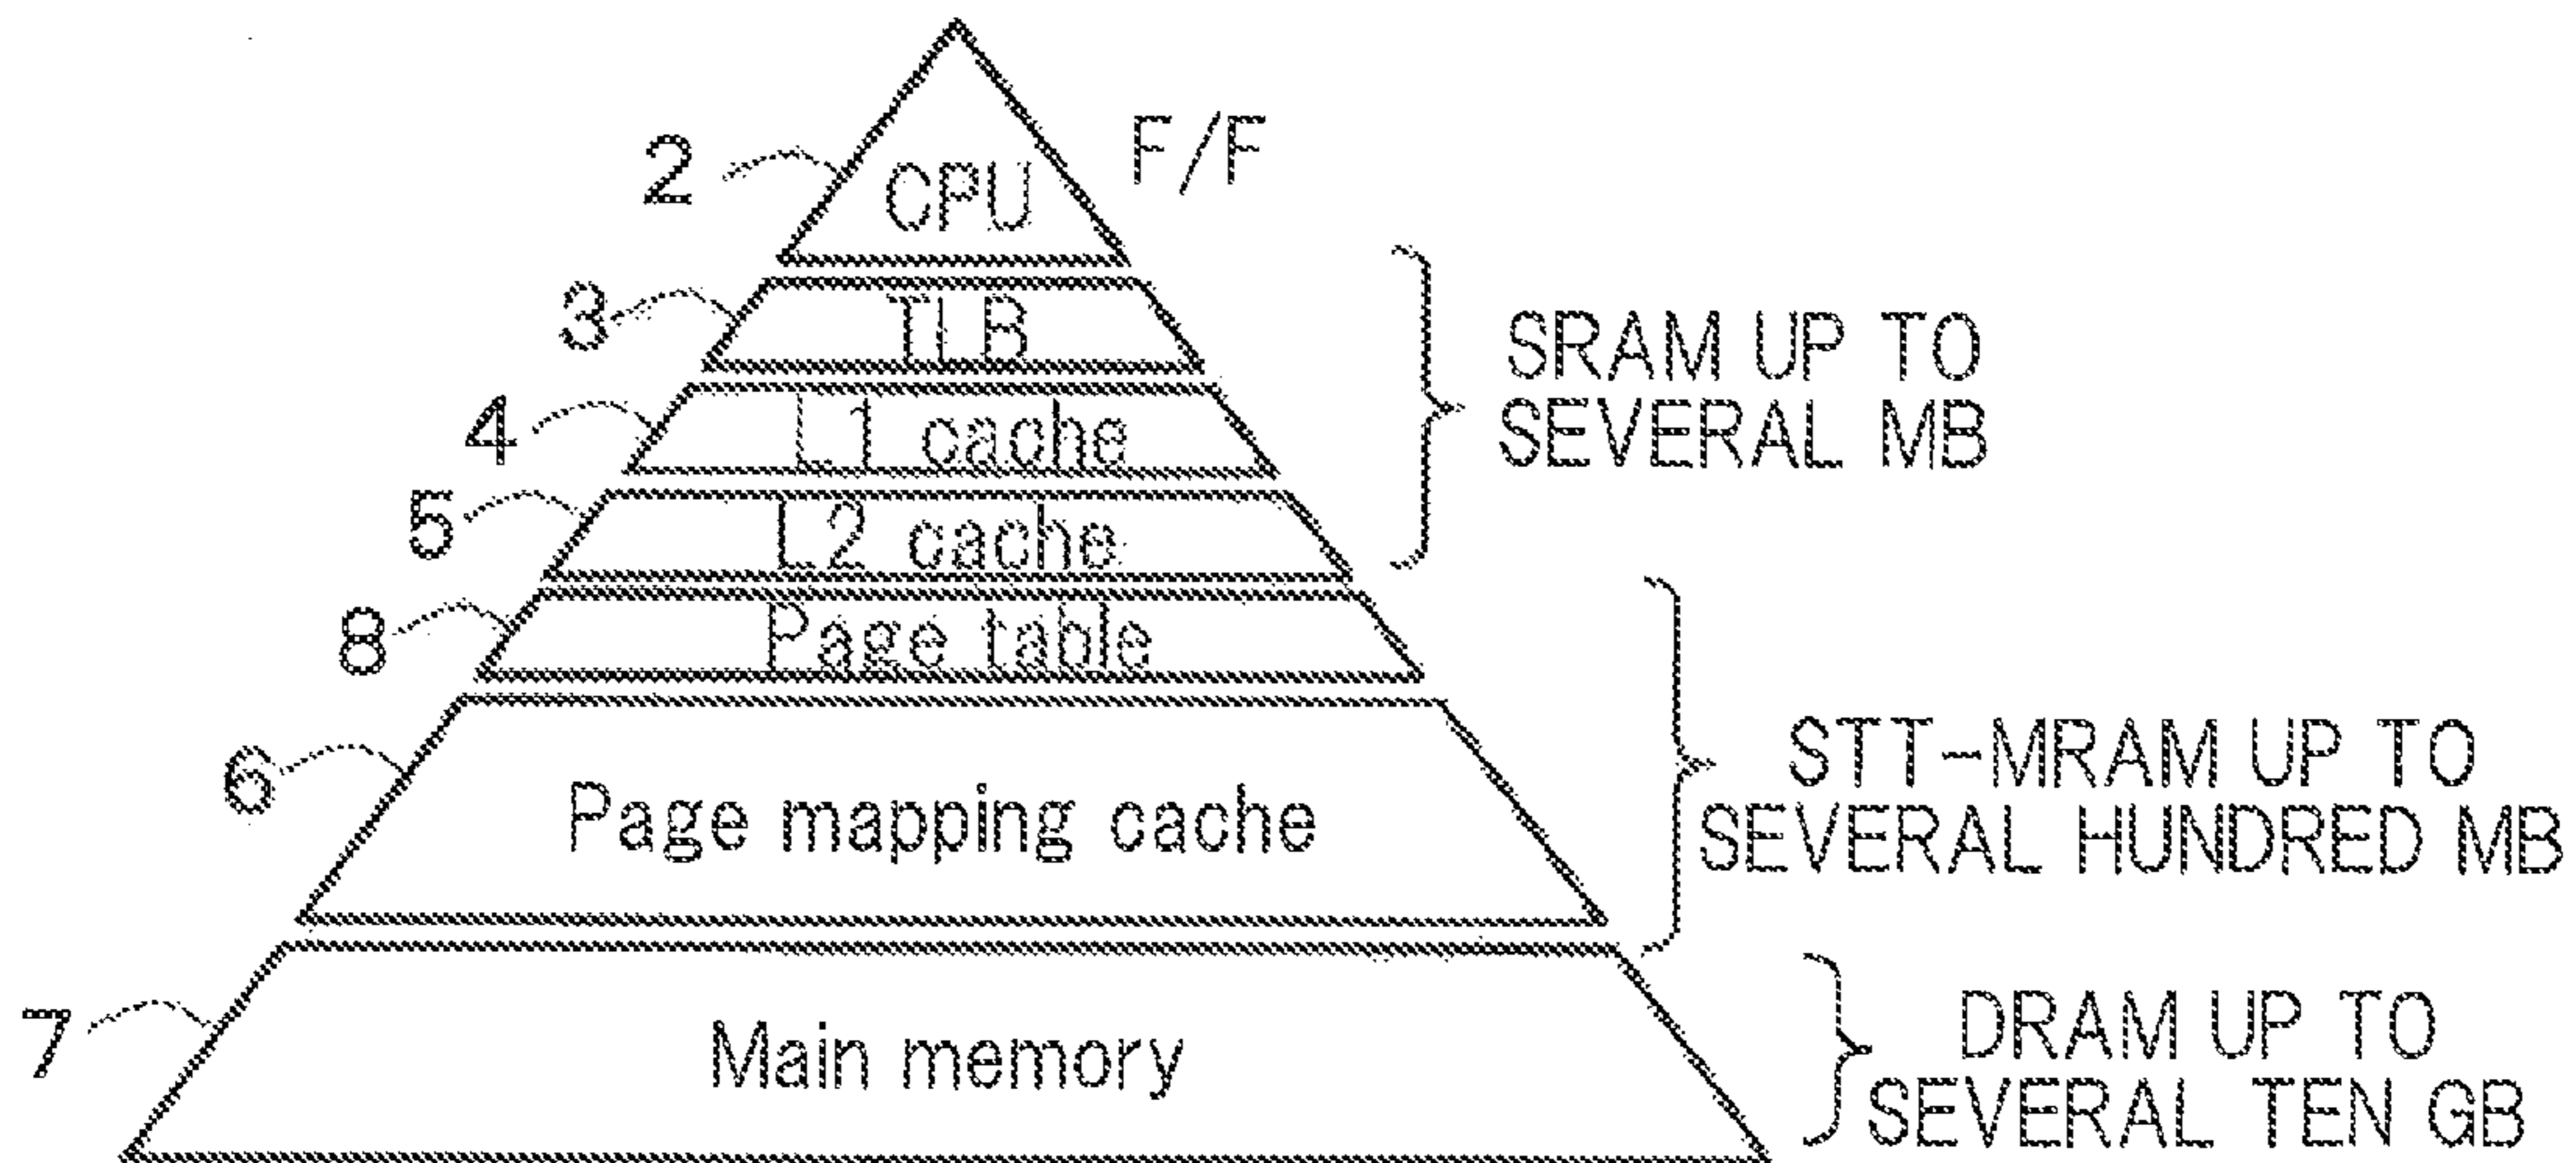 2
CPU
F/F
3
TLB
4
L1 cache
5
L2 cache
SRAM UP TO
SEVERAL MB
8
Page table
6
Page mapping cache
STT-MRAM UP TO
SEVERAL HUNDRED MB
7
Main memory
DRAM UP TO
SEVERAL TEN GB